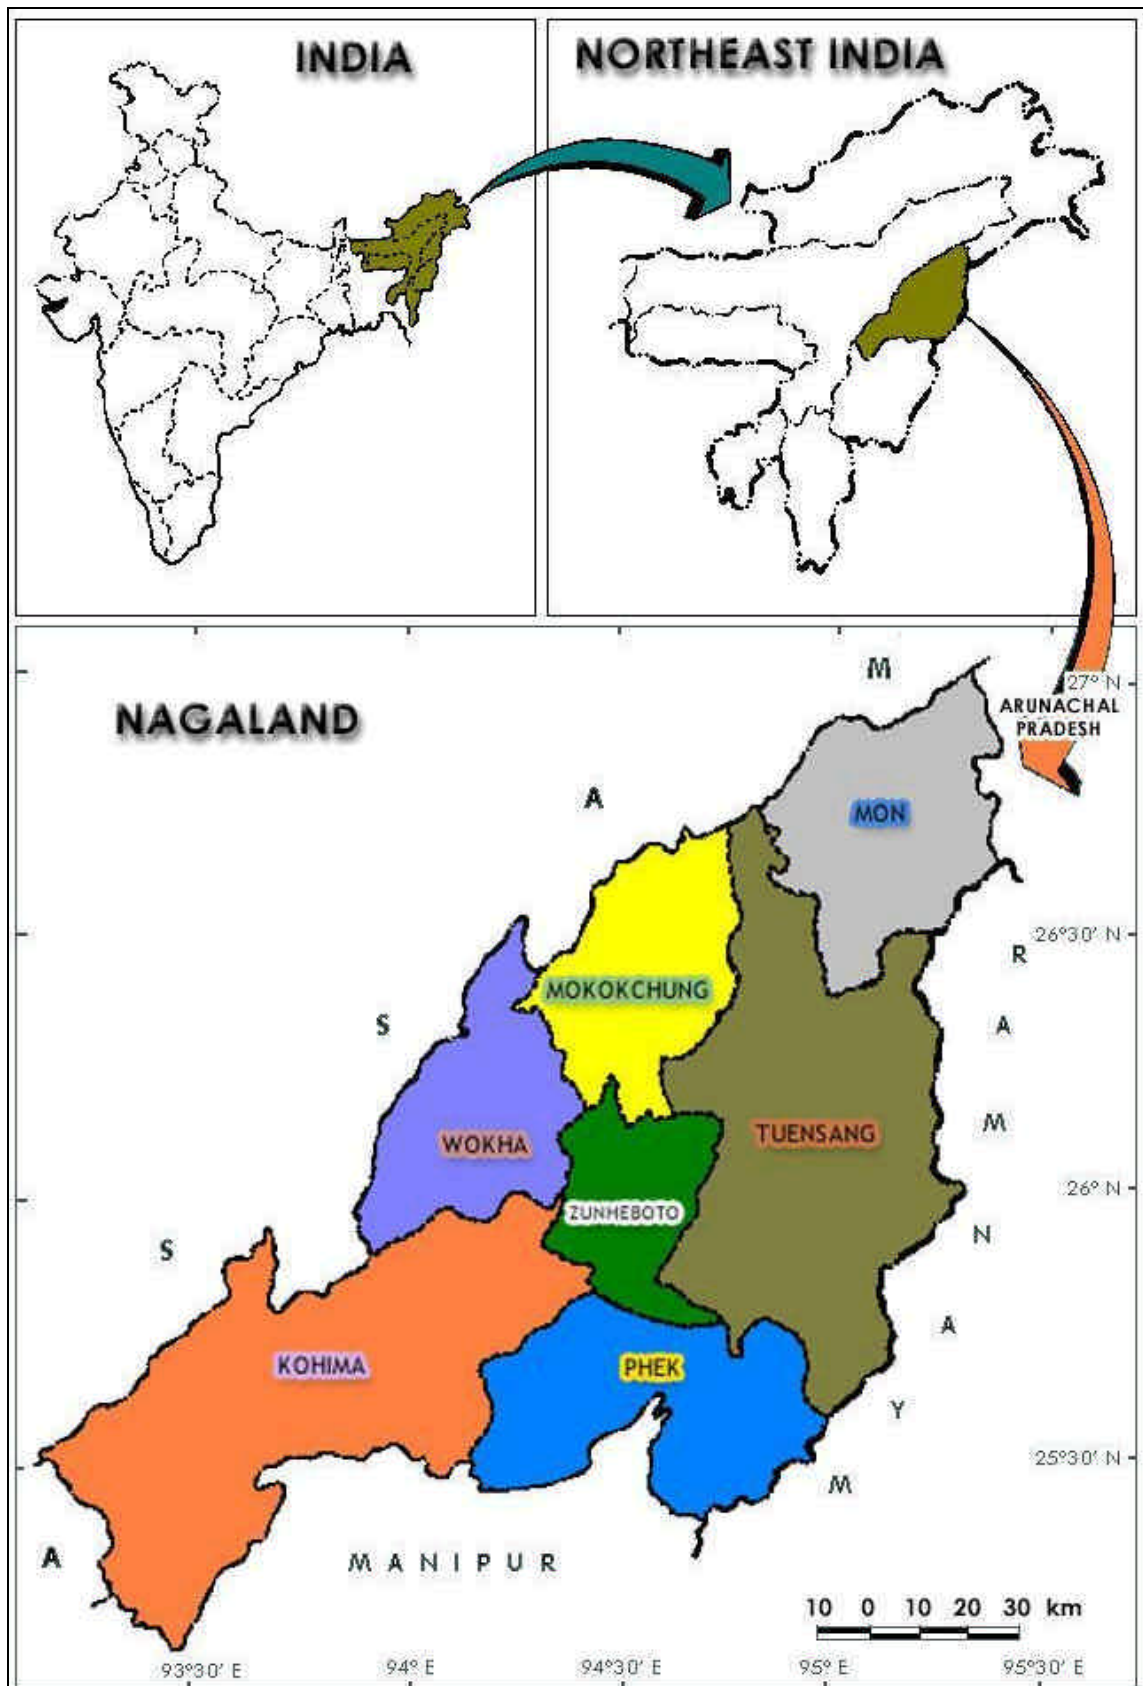 INDIA
NORTHEAST INDIA
NAGALAND
M
27° N
ARUNACHAL
PRADESH
A
MON
26°30' N
R
MOKOKCHUNG
S
A
M
WOKHA
TUENSANG
26° N
ZUNHEBOTO
S
N
A
KOHIMA
PHEK
Y
25°30' N
M
A
MANIPUR
10 0 10 20 30 km
93°30' E 94° E 94°30' E 95° E 95°30' E